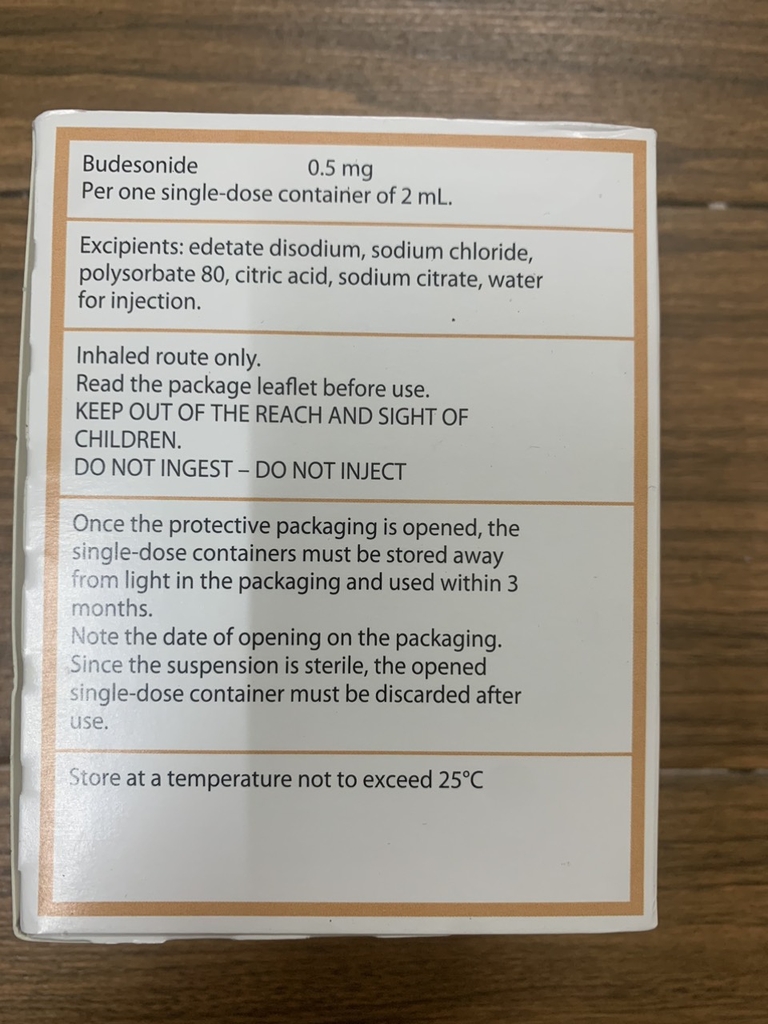 Budesonide 0.5 mg
Per one single-dose container of 2 mL.
Excipients: edetate disodium, sodium chloride,
polysorbate 80, citric acid, sodium citrate, water
for injection.
Inhaled route only.
Read the package leaflet before use.
KEEP OUT OF THE REACH AND SIGHT OF
CHILDREN.
DO NOT INGEST – DO NOT INJECT
Once the protective packaging is opened, the
single-dose containers must be stored away
from light in the packaging and used within 3
months.
Note the date of opening on the packaging.
Since the suspension is sterile, the opened
single-dose container must be discarded after
use.
Store at a temperature not to exceed 25°C